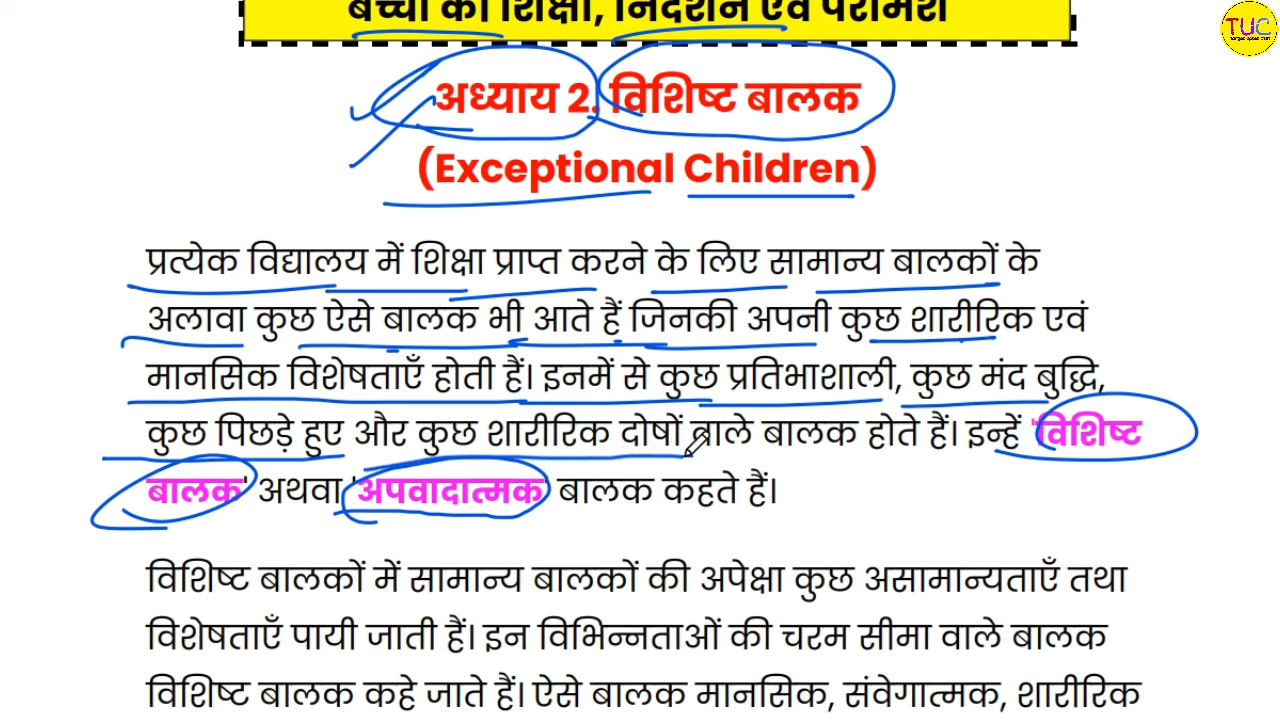 बच्चों की शिक्षा, निर्देशन एवं परामर्श
TUC
अध्याय 2. विशिष्ट बालक
(Exceptional Children)
प्रत्येक विद्यालय में शिक्षा प्राप्त करने के लिए सामान्य बालकों के
अलावा कुछ ऐसे बालक भी आते हैं जिनकी अपनी कुछ शारीरिक एवं
मानसिक विशेषताएँ होती हैं। इनमें से कुछ प्रतिभाशाली, कुछ मंद बुद्धि,
कुछ पिछड़े हुए और कुछ शारीरिक दोषों वाले बालक होते हैं। इन्हें 'विशिष्ट
बालक' अथवा 'अपवादात्मक' बालक कहते हैं।
विशिष्ट बालकों में सामान्य बालकों की अपेक्षा कुछ असामान्यताएँ तथा
विशेषताएँ पायी जाती हैं। इन विभिन्नताओं की चरम सीमा वाले बालक
विशिष्ट बालक कहे जाते हैं। ऐसे बालक मानसिक, संवेगात्मक, शारीरिक